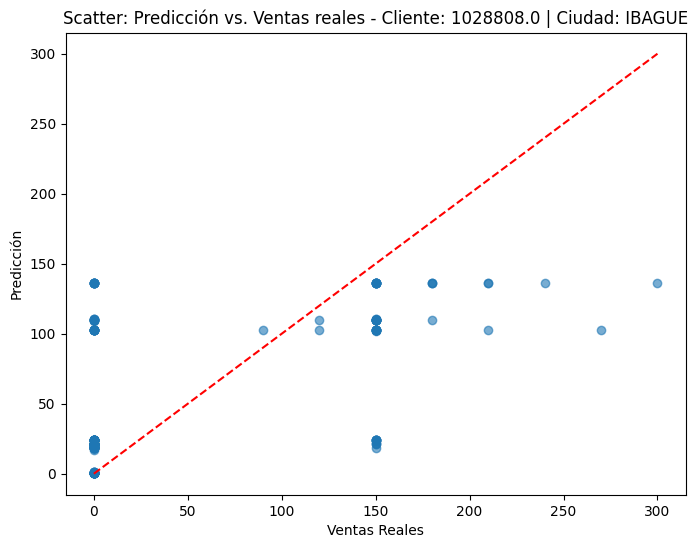 Scatter: Predicción vs. Ventas reales - Cliente: 1028808.0 | Ciudad: IBAGUE
300
250
200
150
100
50
0
Predicción
0 50 100 150 200 250 300
Ventas Reales